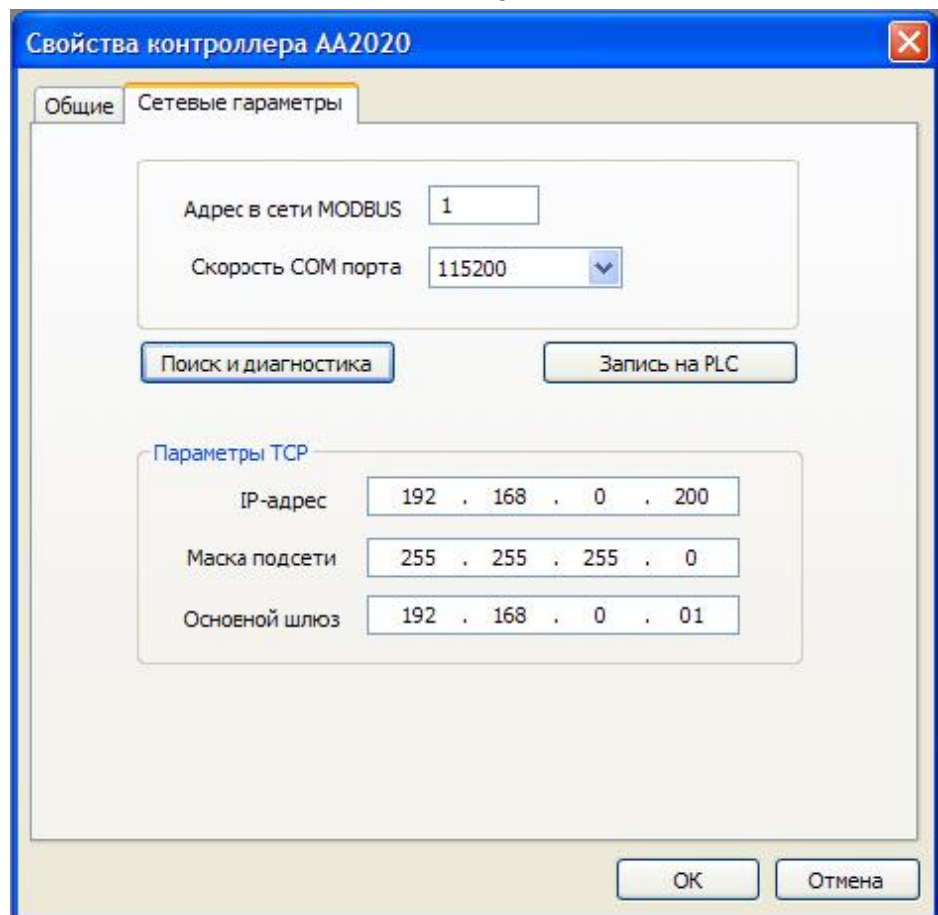 Свойства контроллера AA2020
Общие Сетевые гараметры
Адрес в сети MODBUS 1
Скорэсть COM порта 115200
Поиск и диагностика Запись на PLC
Параметры TCP
IP-адрес 192 . 168 . 0 . 200
Маска подсети 255 . 255 . 255 . 0
Основной шлюз 192 . 168 . 0 . 01
OK Отмена